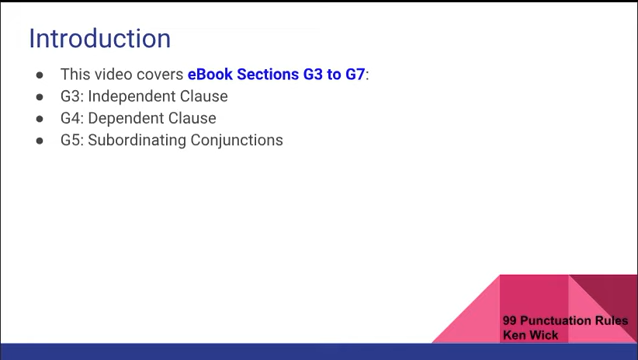 Introduction
● This video covers eBook Sections G3 to G7:
● G3: Independent Clause
● G4: Dependent Clause
● G5: Subordinating Conjunctions
99 Punctuation Rules
Ken Wick